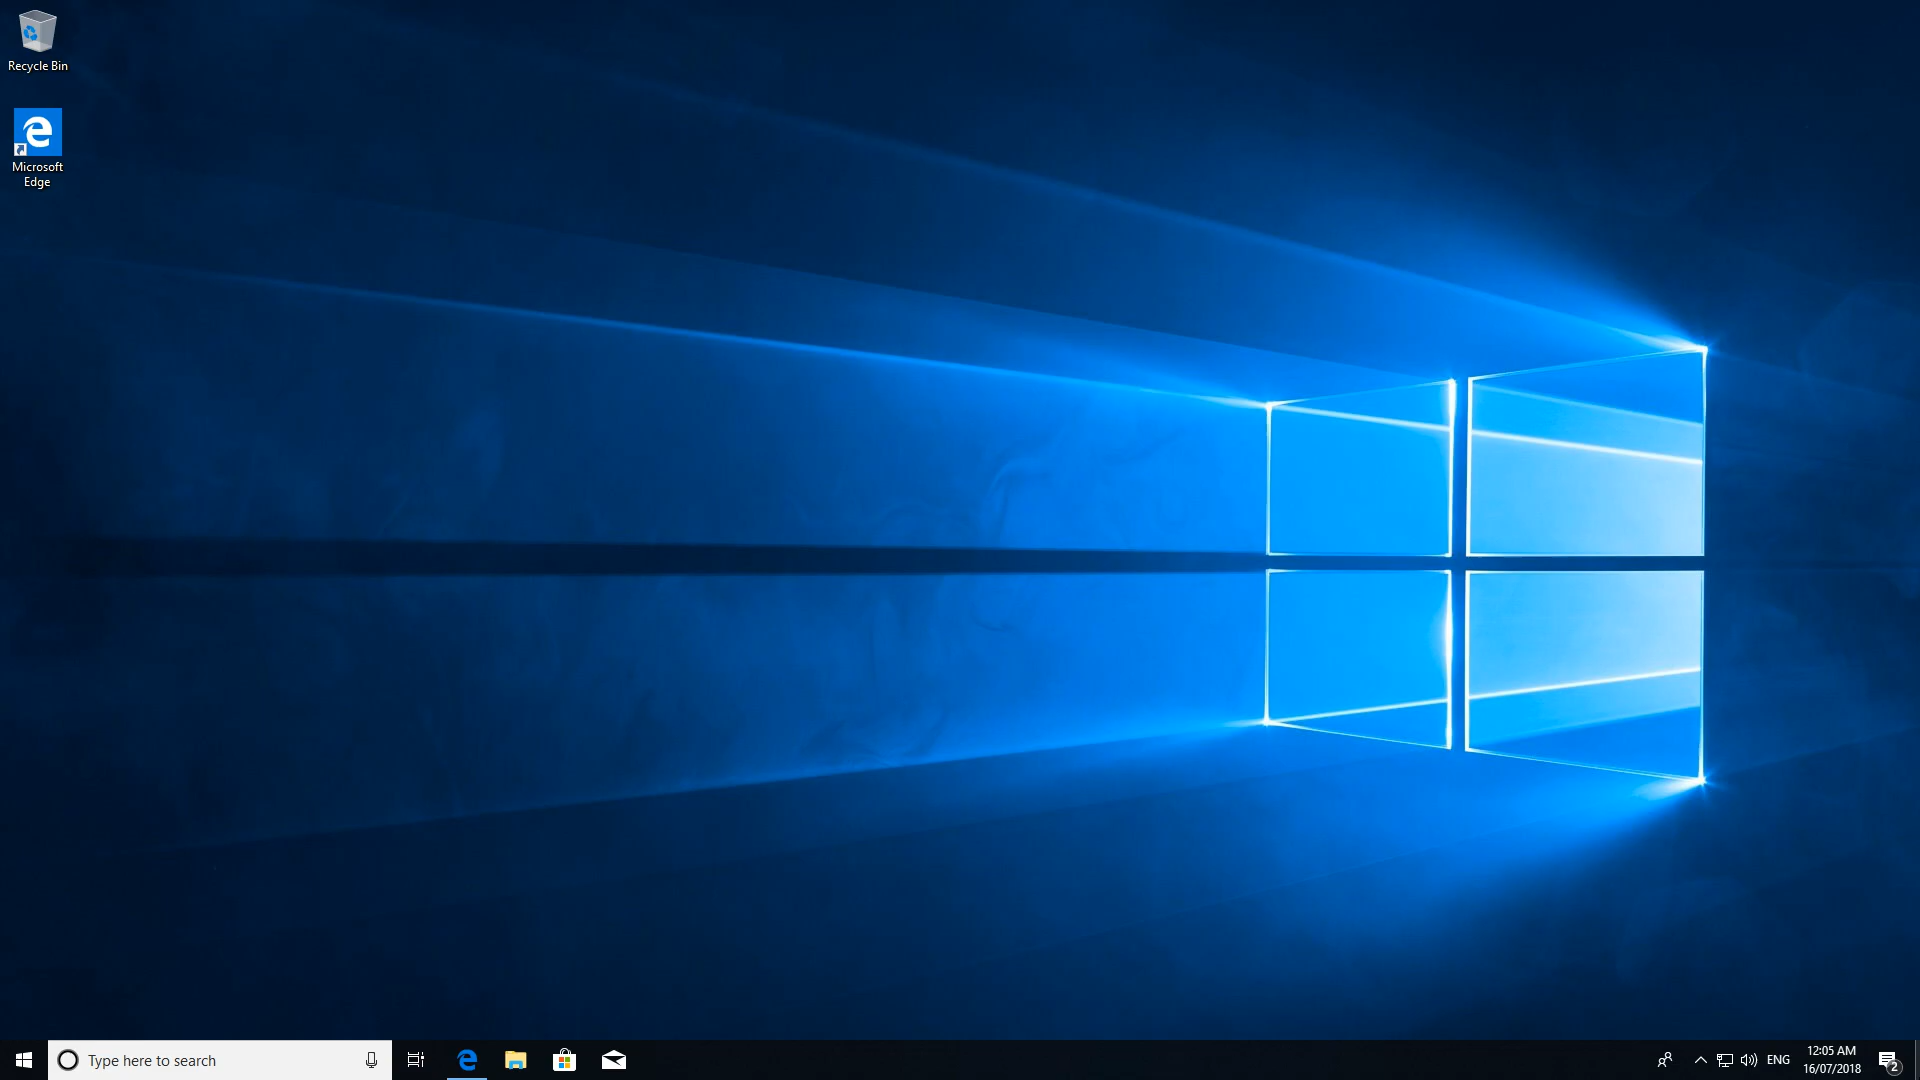 Recycle Bin
Microsoft
Edge
Type here to search
ENG
12:05 AM
16/07/2018
2